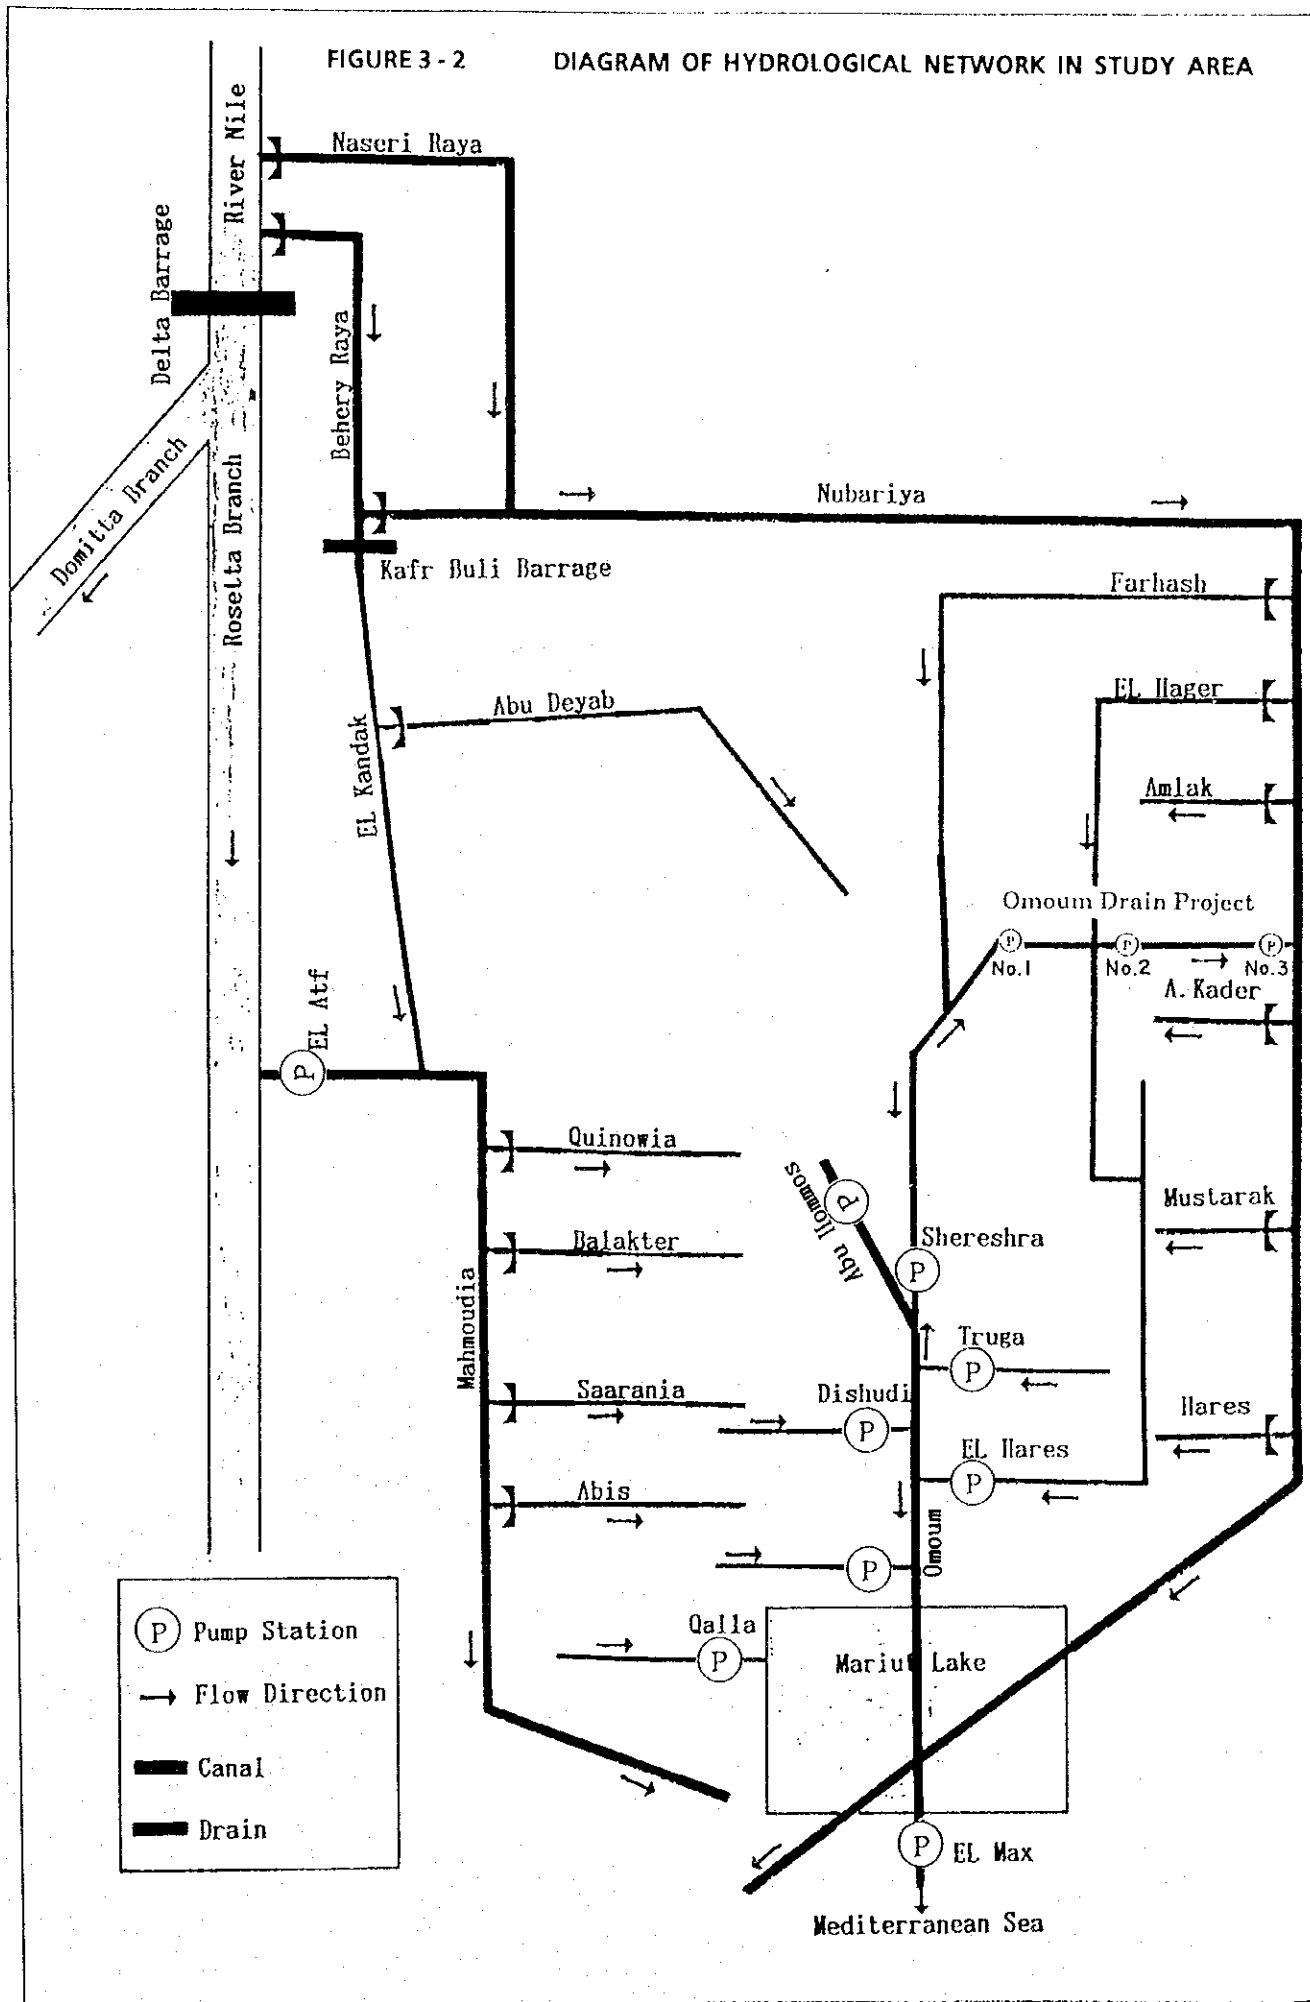 FIGURE 3 - 2 DIAGRAM OF HYDROLOGICAL NETWORK IN STUDY AREA
River Nile
Naseri Raya
Delta Barrage
Behery Raya
Domitta Branch
Rosetta Branch
Nubariya
Kafr Buli Barrage
Farhash
EL Hager
Abu Deyab
EL Kandak
Amlak
Omoum Drain Project
P
P
P
No.1
No.2
No.3
A. Kader
EL Atf
P
Quinowia
Abu Hommos
P
Mustarak
Balakter
Shereshra
P
Mahmoudia
Truga
P
Saarania
Dishudi
P
Hares
EL Hares
P
Abis
Omoum
P
Qalla
P
Mariut Lake
P Pump Station
Flow Direction
Canal
Drain
P
EL Max
Mediterranean Sea